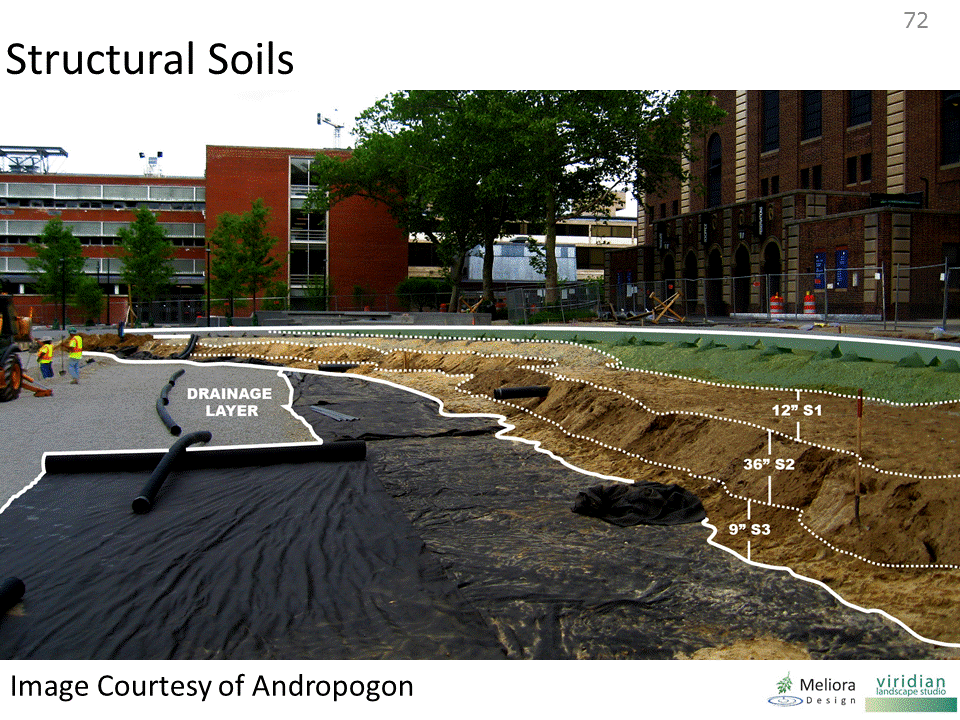 72
Structural Soils
DRAINAGE
LAYER
12” S1
36” S2
9” S3
Image Courtesy of Andropogon
Meliora
Design
viridian
landscape studio